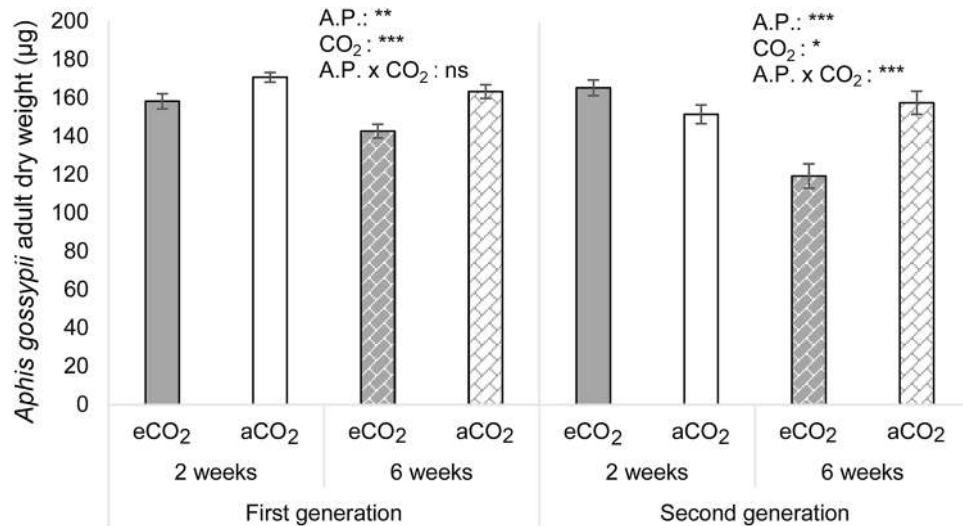 Aphis gossypii adult dry weight (µg)
200
180
160
140
120
100
80
60
40
20
0
A.P.: **
CO₂: ***
A.P. x CO₂: ns
A.P.: ***
CO₂: *
A.P. x CO₂: ***
eCO₂ aCO₂ eCO₂ aCO₂ eCO₂ aCO₂ eCO₂ aCO₂
2 weeks 6 weeks 2 weeks 6 weeks
First generation Second generation